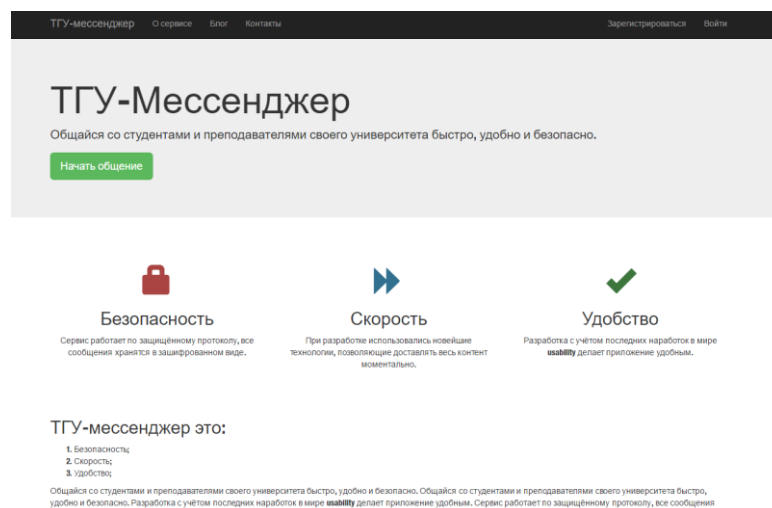 ТГУ-мессенджер О сервисе Блог Контакты Зарегистрироваться Войти
ТГУ-Мессенджер
Общайся со студентами и преподавателями своего университета быстро, удобно и безопасно.
Начать общение
Безопасность
Сервис работает по защищённому протоколу, все
сообщения хранятся в зашифрованном виде.
Скорость
При разработке использовались новейшие
технологии, позволяющие доставлять весь контент
моментально.
Удобство
Разработка с учётом последних наработок в мире
usability делает приложение удобным.
ТГУ-мессенджер это:
1. Безопасность;
2. Скорость;
3. Удобство;
Общайся со студентами и преподавателями своего университета быстро, удобно и безопасно. Общайся со студентами и преподавателями своего университета быстро,
удобно и безопасно. Разработка с учётом последних наработок в мире usability делает приложение удобным. Сервис работает по защищённому протоколу, все сообщения